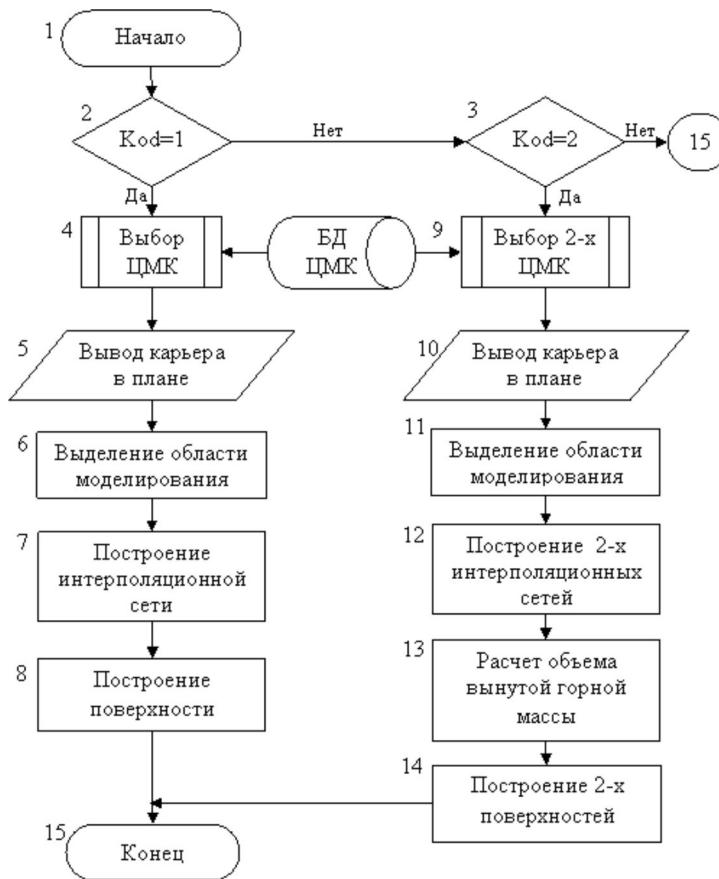 1
Начало
2
Kod=1
Нет
3
Kod=2
Нет
15
Да
Да
4
Выбор
ЦМК
БД
ЦМК
9
Выбор 2-х
ЦМК
5
Вывод карьера
в плане
10
Вывод карьера
в плане
6
Выделение области
моделирования
11
Выделение области
моделирования
7
Построение
интерполяционной
сети
12
Построение 2-х
интерполяционных
сетей
8
Построение
поверхности
13
Расчет объема
вынутой горной
массы
14
Построение 2-х
поверхностей
15
Конец